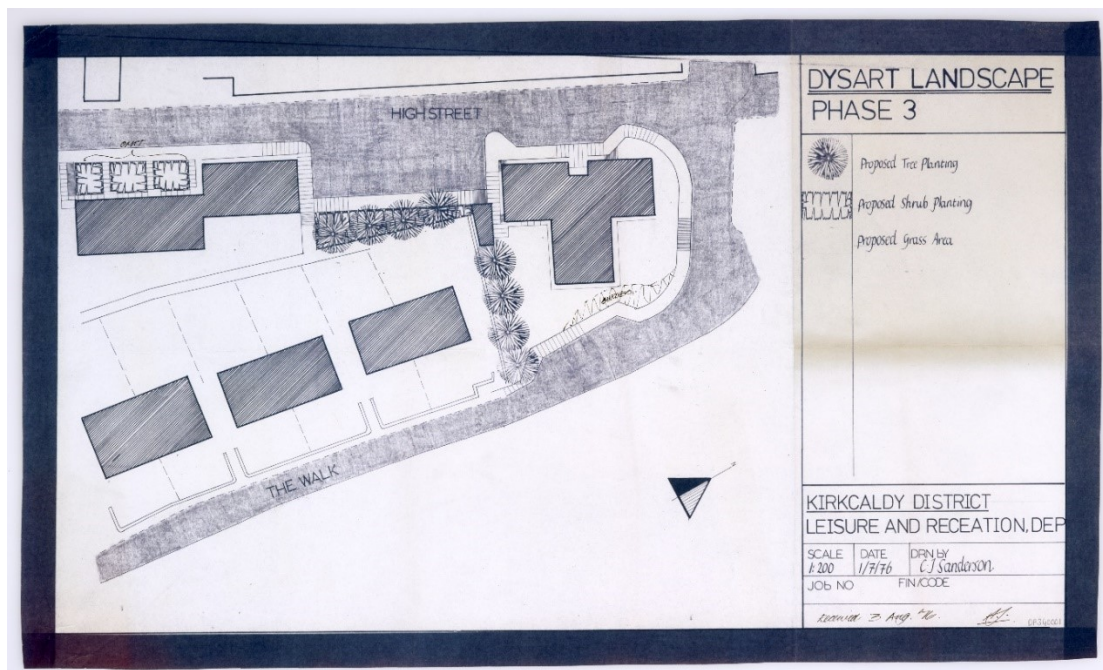 HIGH STREET
THE WALK
DYSART LANDSCAPE
PHASE 3
Proposed Tree Planting
Proposed Shrub Planting
Proposed Grass Area
KIRKCALDY DISTRICT
LEISURE AND RECEATION, DEP
SCALE
1:200
DATE
1/7/76
DRN BY
C J Sanderson
JOB NO
FIN/CODE
3 Aug.